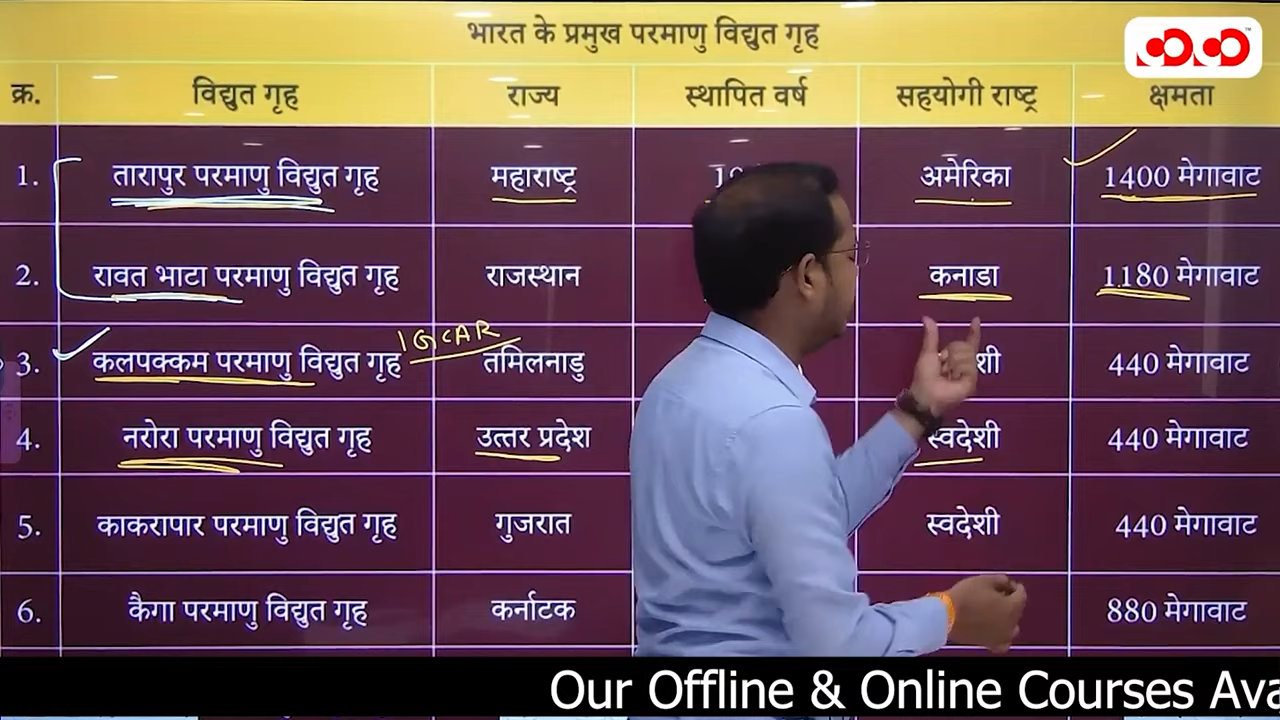 भारत के प्रमुख परमाणु विद्युत गृह
क्र. विद्युत गृह राज्य स्थापित वर्ष सहयोगी राष्ट्र क्षमता
1. तारापुर परमाणु विद्युत गृह महाराष्ट्र अमेरिका 1400 मेगावाट
2. रावत भाटा परमाणु विद्युत गृह राजस्थान कनाडा 1180 मेगावाट
IGCAR
3. कलपक्कम परमाणु विद्युत गृह तमिलनाडु 440 मेगावाट
4. नरोरा परमाणु विद्युत गृह उत्तर प्रदेश स्वदेशी 440 मेगावाट
5. काकरापार परमाणु विद्युत गृह गुजरात स्वदेशी 440 मेगावाट
6. कैगा परमाणु विद्युत गृह कर्नाटक 880 मेगावाट
Our Offline & Online Courses Ava